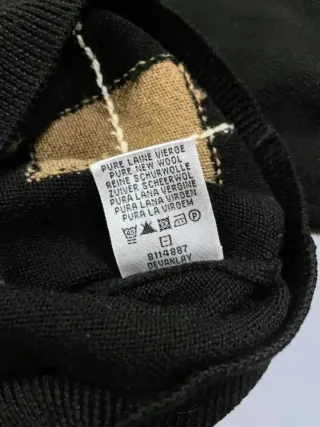 PURE LAINE VIERGE
PURE NEW WOOL
REINE SCHURWOLLE
ZUIVER SCHEERWOL
PURA LANA VERGINE
PURA LANA VIRGEN
PURA LÃ VIRGEM
P
8114887
DEVANLAY